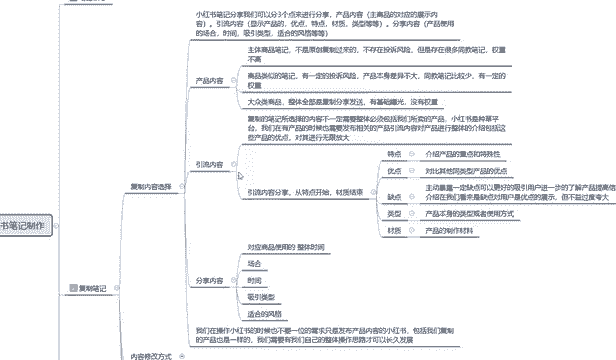 小红书笔记分享我们可以分3个点来进行分享，产品内容（主商品的对应的展示内
容）。引流内容（显示产品的，优点，特点，材质，类型等等）。分享内容（产品使用
的场合，时间，吸引类型，适合的风格等等）
主体商品笔记，不是原创复制过来的，不存在投诉风险，但是存在很多同款笔记，权重
不高
产品内容
商品类似的笔记，有一定的投诉风险，产品本身差异不大，同款笔记比较少，有一定的
权重
大众类商品，整体全部靠复制分享发送，有基础曝光，没有权重
复制的笔记所选择的内容不一定需要整体必须包括我们所卖的产品，小红书是种草平
台，我们在有产品的时候也需要发布相关的产品引流内容对产品进行整体的介绍包括这
些产品的优点，对其进行无限放大
引流内容
特点
介绍产品的重点和特殊性
优点
对比其他同类型产品的优点
复制内容选择
引流内容分享，从特点开始，材质结束
缺点
主动暴露一定缺点可以更好的吸引用户进一步的了解产品提高信
介绍在我们看来是缺点对用户是优点的展示，但不益过度夸大
类型
产品本身的类型或者使用方式
书笔记制作
材质
产品的制作材料
对应商品使用的 整体时间
场合
分享内容
时间
复制笔记
吸引类型
适合的风格
我们在操作小红书的时候也不要一位的需求只是发布产品内容的小红书，包括我们复制
的产品也是一样的，我们需要有我们自己的整体操作思路才可以长久发展
内容修改方式